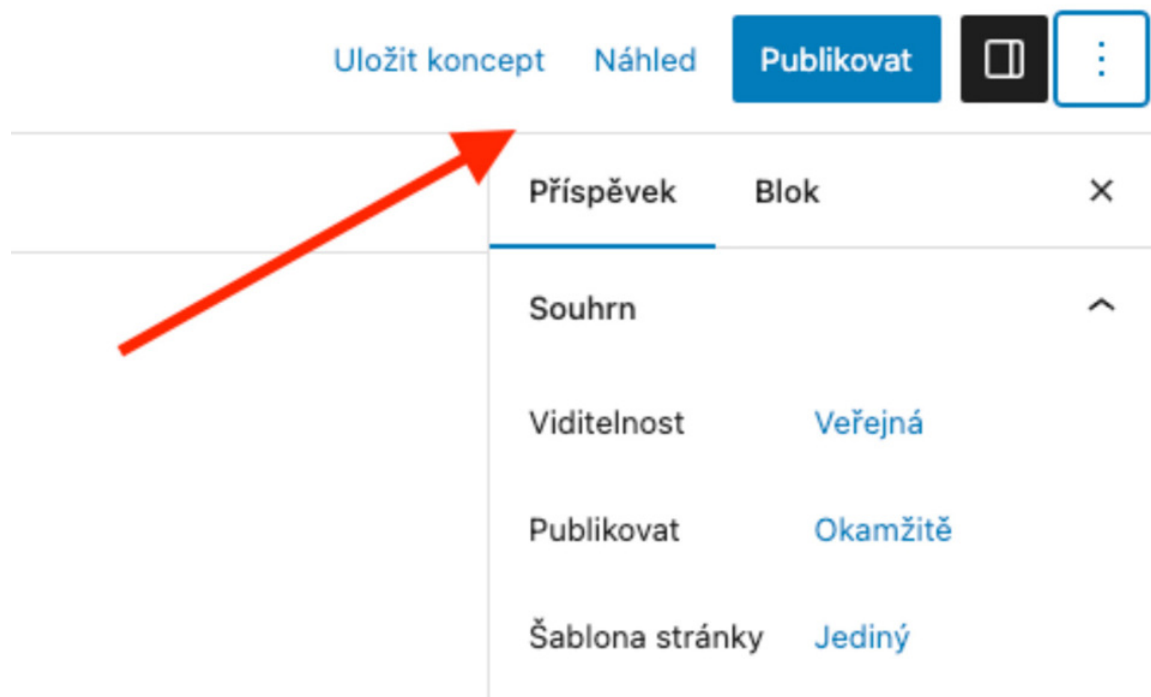 Uložit koncept Náhled Publikovat
Příspěvek Blok
Souhrn
Viditelnost Veřejná
Publikovat Okamžitě
Šablona stránky Jediný